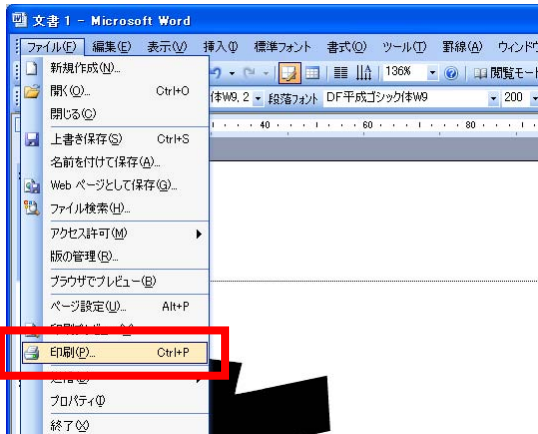 文書 1 - Microsoft Word
ファイル(F) 編集(E) 表示(V) 挿入(I) 標準フォント 書式(O) ツール(T) 罫線(A) ウィンドウ
新規作成(N)...
開く(O)... Ctrl+O
閉じる(C)
上書き保存(S) Ctrl+S
名前を付けて保存(A)...
Web ページとして保存(G)...
ファイル検索(H)...
アクセス許可(M)
版の管理(R)...
ブラウザでプレビュー(B)
ページ設定(U)... Alt+P
印刷(P)... Ctrl+P
プロパティ(I)
終了(X)
136% 閲覧モード
体W9, 2 段落フォント DF平成ゴシック体W9 200
40 60 80